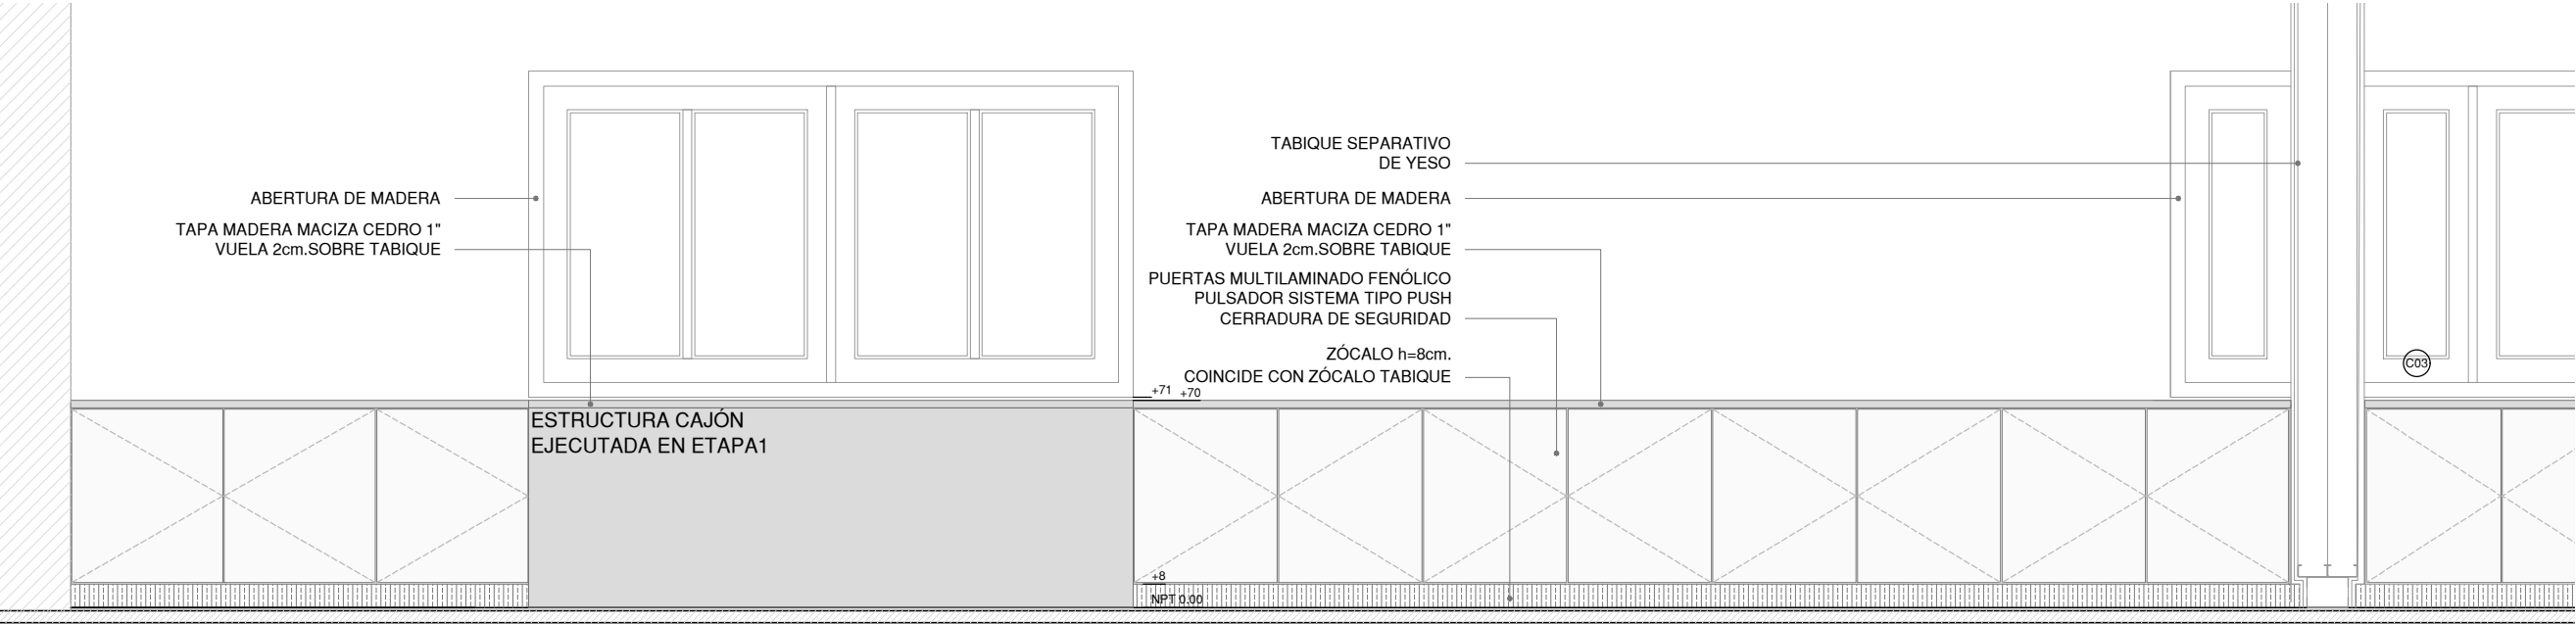 ABERTURA DE MADERA
TAPA MADERA MACIZA CEDRO 1"
VUELA 2cm.SOBRE TABIQUE
TABIQUE SEPARATIVO
DE YESO
ABERTURA DE MADERA
TAPA MADERA MACIZA CEDRO 1"
VUELA 2cm.SOBRE TABIQUE
PUERTAS MULTILAMINADO FENÓLICO
PULSADOR SISTEMA TIPO PUSH
CERRADURA DE SEGURIDAD
ZÓCALO h=8cm.
COINCIDE CON ZÓCALO TABIQUE
C03
+71 +70
ESTRUCTURA CAJÓN
EJECUTADA EN ETAPA1
+8
NPT 0.00